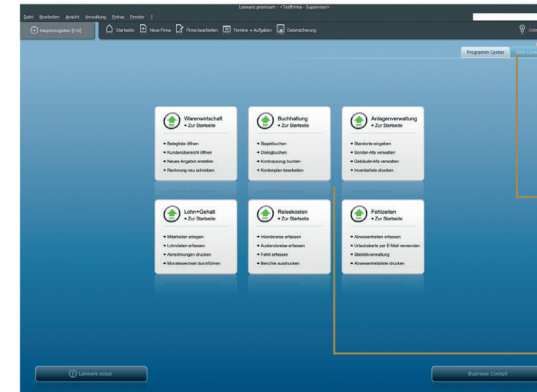 Lexware premium - <Testfirma - Supervisor>
Datei Bearbeiten Ansicht Verwaltung Extras Fenster ?
Hauptnavigation [F10] Startseite Neue Firma Firma bearbeiten Termine + Aufgaben Datensicherung
Programm Center
Warenwirtschaft
Zur Startseite
Belegliste öffnen
Kundenübersicht öffnen
Neues Angebot erstellen
Rechnung neu schreiben
Buchhaltung
Zur Startseite
Stapelbuchen
Dialogbuchen
Kontoauszug buchen
Kontenplan bearbeiten
Anlagenverwaltung
Zur Startseite
Standorte eingeben
Sonder-Afa verwalten
Gebäude-Afa verwalten
Inventarliste drucken
Lohn+Gehalt
Zur Startseite
Mitarbeiter anlegen
Lohndaten erfassen
Abrechnungen drucken
Monatswechsel durchführen
Reisekosten
Zur Startseite
Inlandsreise erfassen
Auslandsreise erfassen
Fahrt erfassen
Berichte ausdrucken
Fehlzeiten
Zur Startseite
Abwesenheiten erfassen
Urlaubskarte per E-Mail versenden
Statistikverwaltung
Abwesenheitsliste drucken
Lexware scout
Business Cockpit